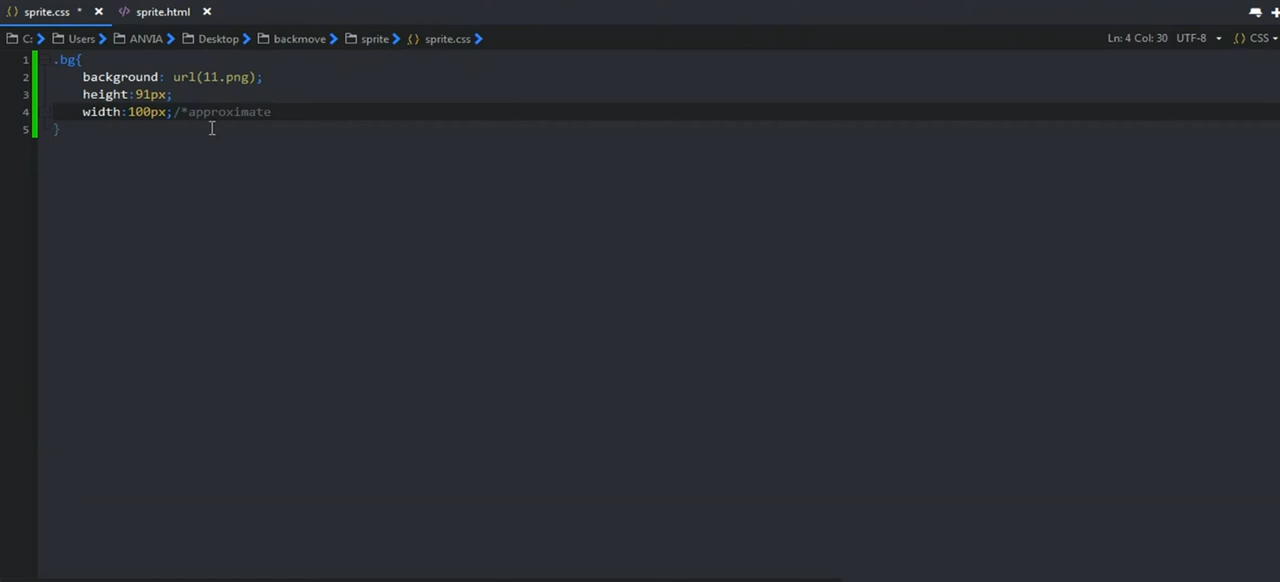 sprite.css * sprite.html
C: Users ANVIA Desktop backmove sprite sprite.css Ln: 4 Col: 30 UTF-8 CSS
1 .bg{
2 background: url(11.png);
3 height:91px;
4 width:100px;/*approximate
5 }